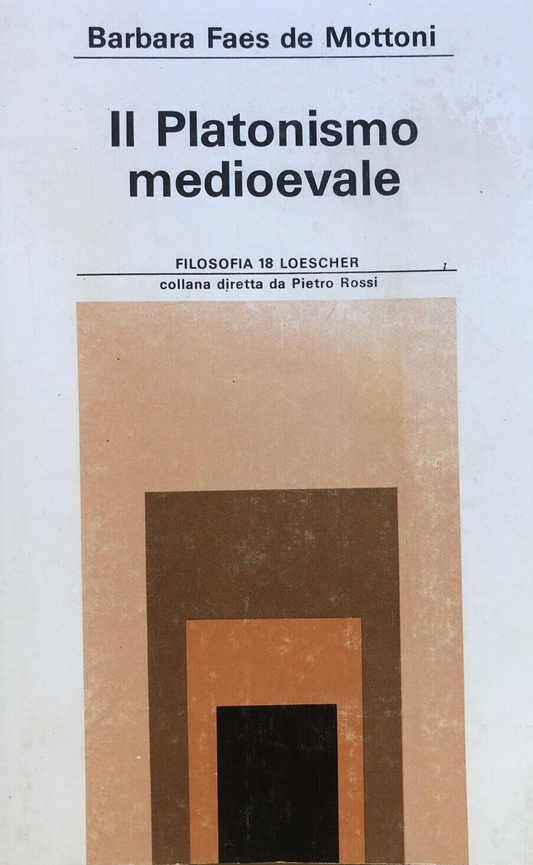 Barbara Faes de Mottoni
Il Platonismo
medioevale
FILOSOFIA 18 LOESCHER
collana diretta da Pietro Rossi